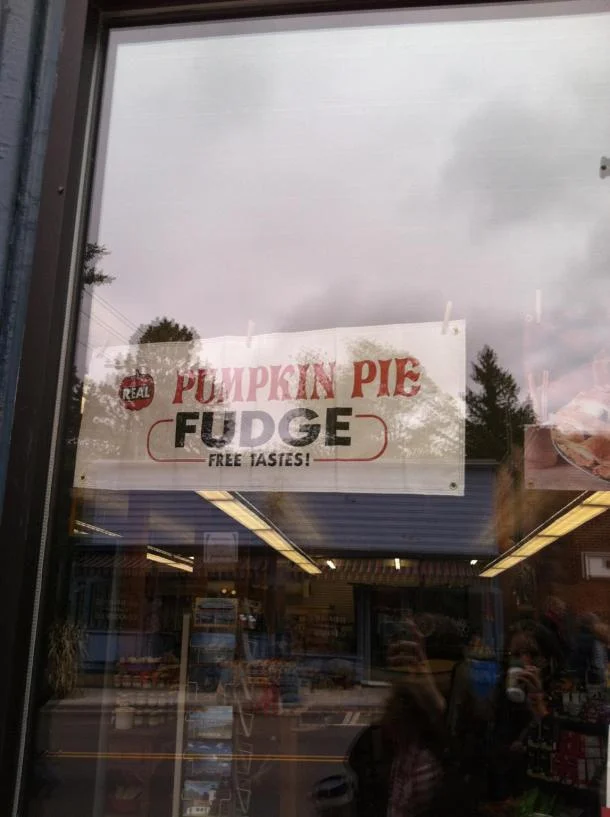 REAL
PUMPKIN PIE
FUDGE
FREE TASTES!